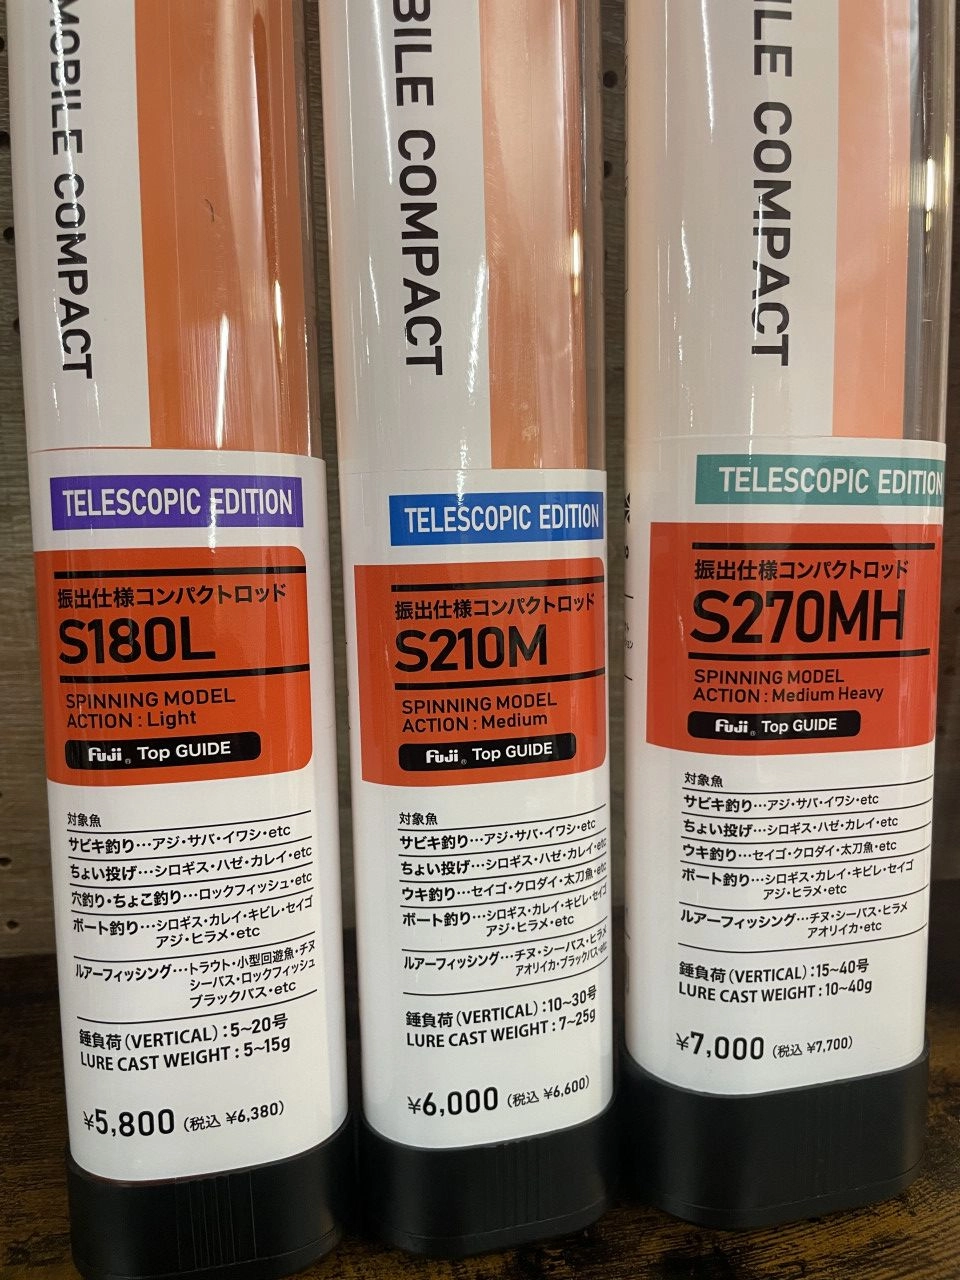 MOBILE COMPACT
TELESCOPIC EDITION
振出仕様コンパクトロッド
S180L
SPINNING MODEL
ACTION : Light
Fuji® Top GUIDE
対象魚
サビキ釣り…アジ・サバ・イワシ・etc
ちょい投げ…シロギス・ハゼ・カレイ・etc
穴釣り・ちょこ釣り…ロックフィッシュ・etc
ボート釣り…シロギス・カレイ・キビレ・セイゴ
アジ・ヒラメ・etc
ルアーフィッシング…トラウト・小型回遊魚・チヌ
シーバス・ロックフィッシュ
ブラックバス・etc
錘負荷(VERTICAL):5~20号
LURE CAST WEIGHT : 5~15g
¥5,800 (税込 ¥6,380)
BILE COMPACT
TELESCOPIC EDITION
振出仕様コンパクトロッド
S210M
SPINNING MODEL
ACTION : Medium
Fuji® Top GUIDE
対象魚
サビキ釣り…アジ・サバ・イワシ・etc
ちょい投げ…シロギス・ハゼ・カレイ・etc
ウキ釣り…セイゴ・クロダイ・太刀魚・etc
ボート釣り…シロギス・カレイ・キビレ・セイゴ
アジ・ヒラメ・etc
ルアーフィッシング…チヌ・シーバス・ヒラメ
アオリイカ・ブラックバス・etc
錘負荷(VERTICAL):10~30号
LURE CAST WEIGHT : 7~25g
¥6,000 (税込 ¥6,600)
ILE COMPACT
TELESCOPIC EDITION
振出仕様コンパクトロッド
S270MH
SPINNING MODEL
ACTION : Medium Heavy
Fuji® Top GUIDE
対象魚
サビキ釣り…アジ・サバ・イワシ・etc
ちょい投げ…シロギス・ハゼ・カレイ・etc
ウキ釣り…セイゴ・クロダイ・太刀魚・etc
ボート釣り…シロギス・カレイ・キビレ・セイゴ
アジ・ヒラメ・etc
ルアーフィッシング…チヌ・シーバス・ヒラメ
アオリイカ・etc
錘負荷(VERTICAL):15~40号
LURE CAST WEIGHT : 10~40g
¥7,000 (税込 ¥7,700)